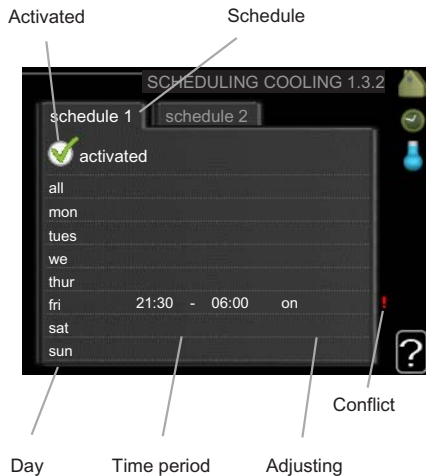 Activated Schedule
SCHEDULING COOLING 1.3.2
schedule 1 schedule 2
activated
all
mon
tues
we
thur
fri 21:30 - 06:00 on !
sat
sun
?
Conflict
Day Time period Adjusting